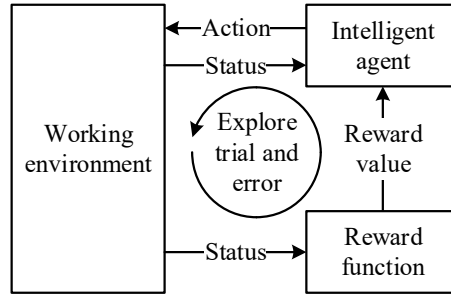 Action
Intelligent
agent
Status
Working
environment
Explore
trial and
error
Reward
value
Status
Reward
function